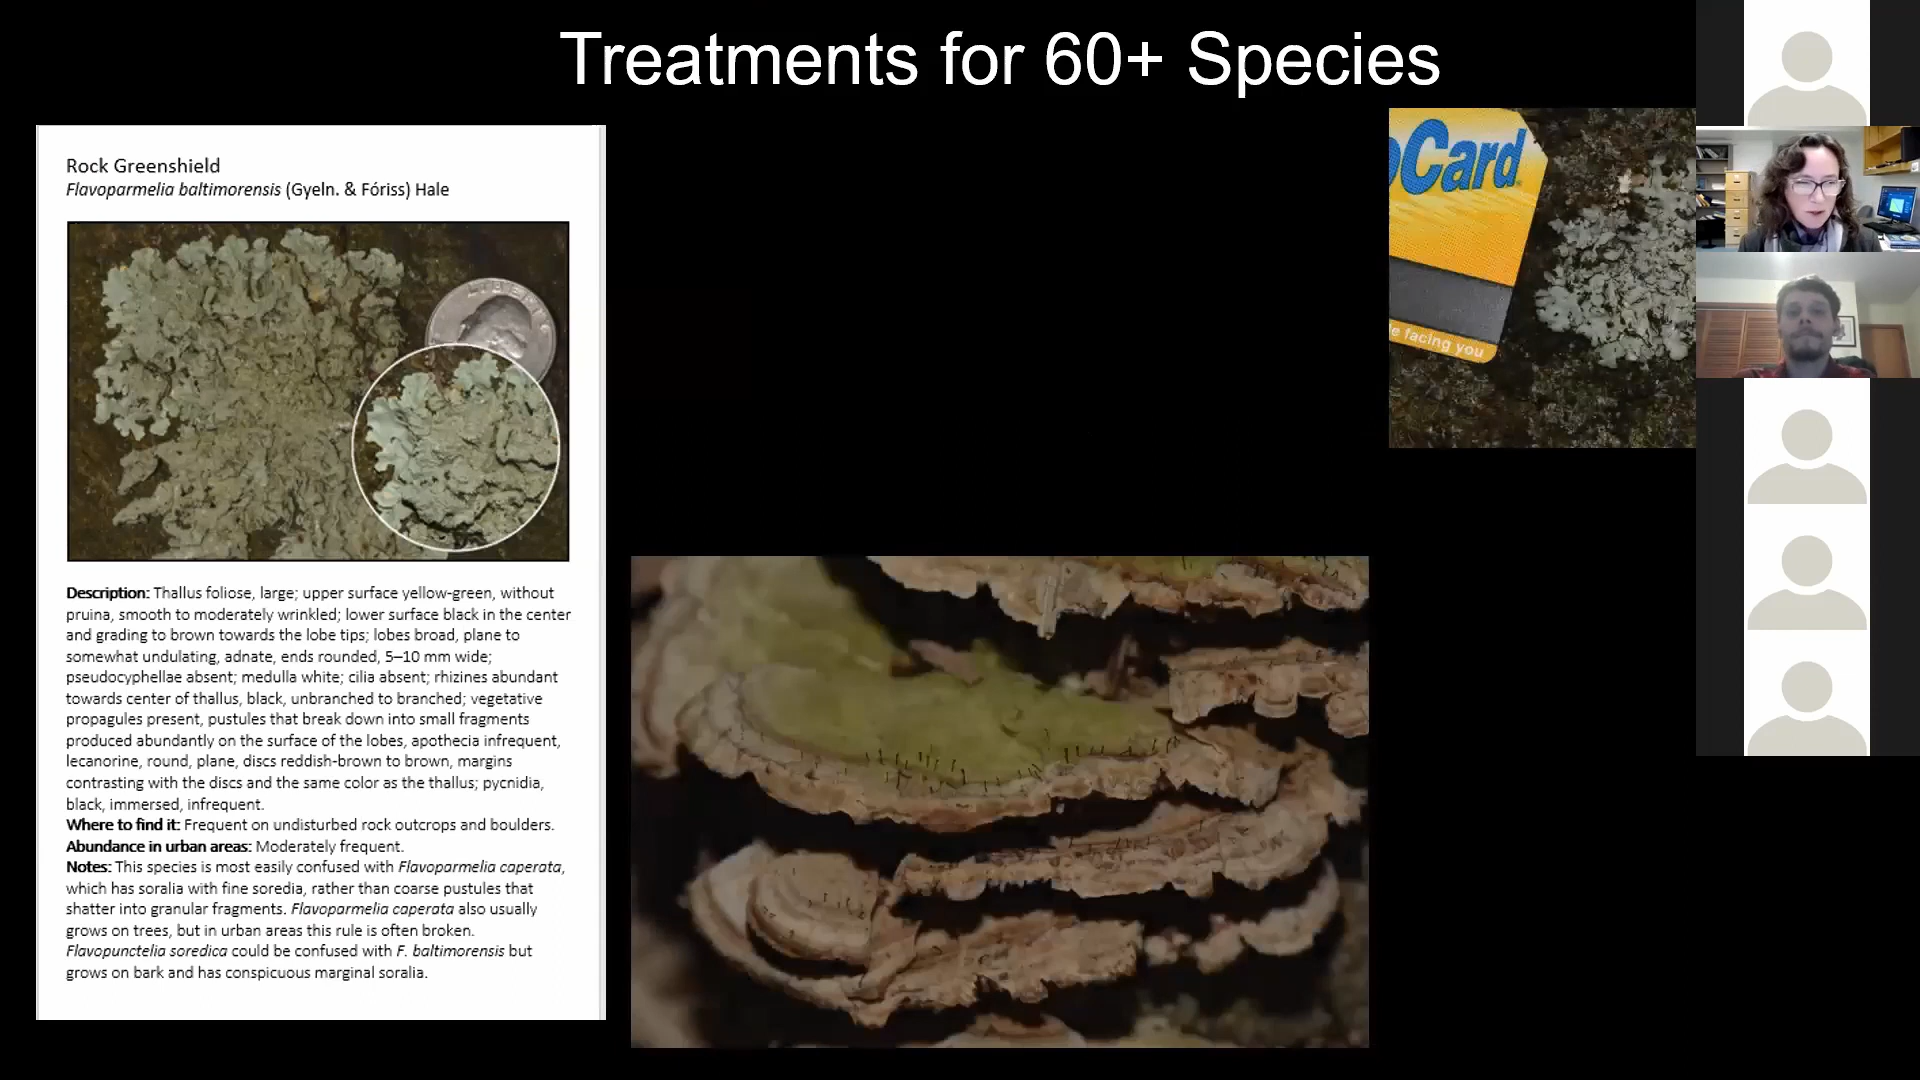 Treatments for 60+ Species
Rock Greenshield
Flavoparmelia baltimorensis (Gyeln. & Fóriss) Hale
LIBERTY
Description: Thallus foliose, large; upper surface yellow-green, without
pruina, smooth to moderately wrinkled; lower surface black in the center
and grading to brown towards the lobe tips; lobes broad, plane to
somewhat undulating, adnate, ends rounded, 5–10 mm wide;
pseudocyphellae absent; medulla white; cilia absent; rhizines abundant
towards center of thallus, black, unbranched to branched; vegetative
propagules present, pustules that break down into small fragments
produced abundantly on the surface of the lobes, apothecia infrequent,
lecanorine, round, plane, discs reddish-brown to brown, margins
contrasting with the discs and the same color as the thallus; pycnidia,
black, immersed, infrequent.
Where to find it: Frequent on undisturbed rock outcrops and boulders.
Abundance in urban areas: Moderately frequent.
Notes: This species is most easily confused with Flavoparmelia caperata,
which has soralia with fine soredia, rather than coarse pustules that
shatter into granular fragments. Flavoparmelia caperata also usually
grows on trees, but in urban areas this rule is often broken.
Flavopunctelia soredica could be confused with F. baltimorensis but
grows on bark and has conspicuous marginal soralia.
oCard
e facing you